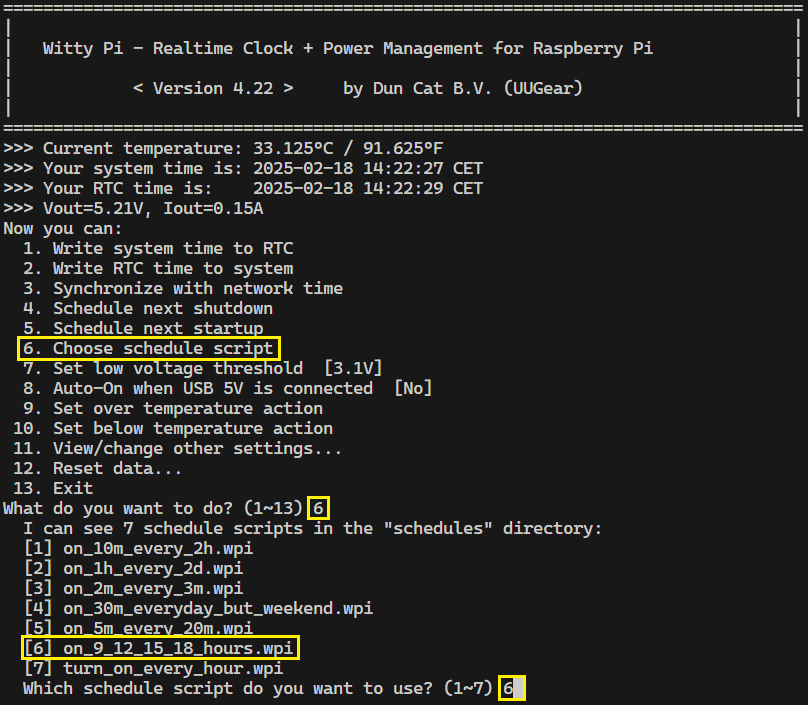 Witty Pi - Realtime Clock + Power Management for Raspberry Pi
< Version 4.22 >     by Dun Cat B.V. (UUGear)
>>> Current temperature: 33.125°C / 91.625°F
>>> Your system time is: 2025-02-18 14:22:27 CET
>>> Your RTC time is:    2025-02-18 14:22:29 CET
>>> Vout=5.21V, Iout=0.15A
Now you can:
1. Write system time to RTC
2. Write RTC time to system
3. Synchronize with network time
4. Schedule next shutdown
5. Schedule next startup
6. Choose schedule script
7. Set low voltage threshold  [3.1V]
8. Auto-On when USB 5V is connected  [No]
9. Set over temperature action
10. Set below temperature action
11. View/change other settings...
12. Reset data...
13. Exit
What do you want to do? (1~13) 6
I can see 7 schedule scripts in the "schedules" directory:
[1] on_10m_every_2h.wpi
[2] on_1h_every_2d.wpi
[3] on_2m_every_3m.wpi
[4] on_30m_everyday_but_weekend.wpi
[5] on_5m_every_20m.wpi
[6] on_9_12_15_18_hours.wpi
[7] turn_on_every_hour.wpi
Which schedule script do you want to use? (1~7) 6